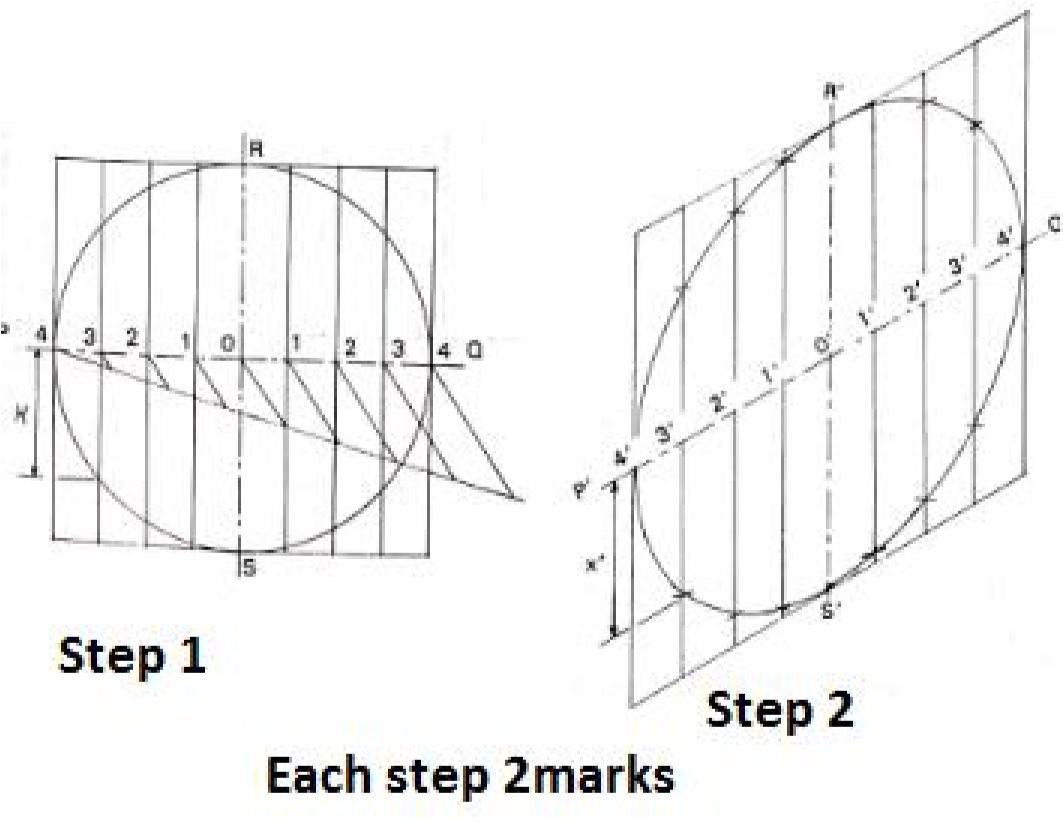 R
4 3 2 1 0 1 2 3 4 Q
S
Step 1
R'
4' 3' 2' 1' 0' 1' 2' 3' 4'
P'
x'
S'
Step 2
Each step 2marks